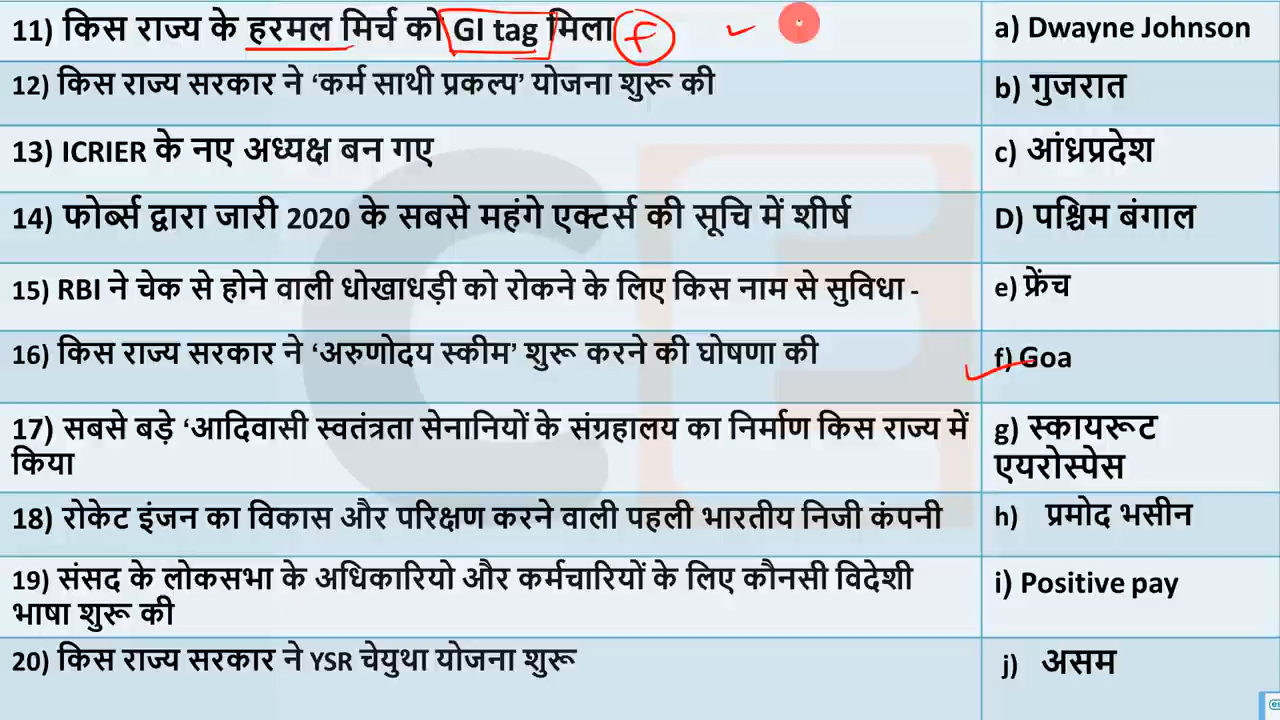 11) किस राज्य के हरमल मिर्च को GI tag मिला f
a) Dwayne Johnson
12) किस राज्य सरकार ने ‘कर्म साथी प्रकल्प’ योजना शुरू की
b) गुजरात
13) ICRIER के नए अध्यक्ष बन गए
c) आंध्रप्रदेश
14) फोर्ब्स द्वारा जारी 2020 के सबसे महंगे एक्टर्स की सूचि में शीर्ष
D) पश्चिम बंगाल
15) RBI ने चेक से होने वाली धोखाधड़ी को रोकने के लिए किस नाम से सुविधा -
e) फ्रेंच
16) किस राज्य सरकार ने ‘अरुणोदय स्कीम’ शुरू करने की घोषणा की
f) Goa
17) सबसे बड़े ‘आदिवासी स्वतंत्रता सेनानियों के संग्रहालय का निर्माण किस राज्य में
किया
g) स्कायरूट
एयरोस्पेस
18) रोकेट इंजन का विकास और परिक्षण करने वाली पहली भारतीय निजी कंपनी
h) प्रमोद भसीन
19) संसद के लोकसभा के अधिकारियो और कर्मचारियों के लिए कौनसी विदेशी
भाषा शुरू की
i) Positive pay
20) किस राज्य सरकार ने YSR चेयुथा योजना शुरू
j) असम